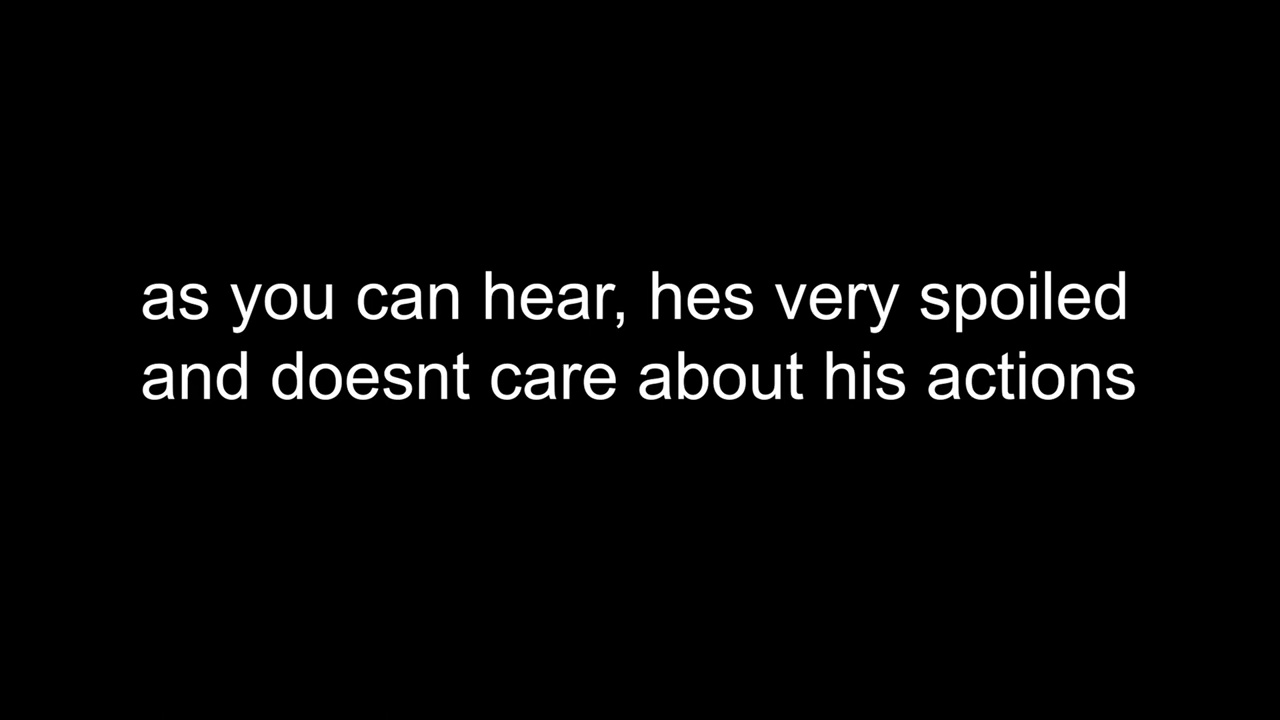 as you can hear, hes very spoiled
and doesnt care about his actions